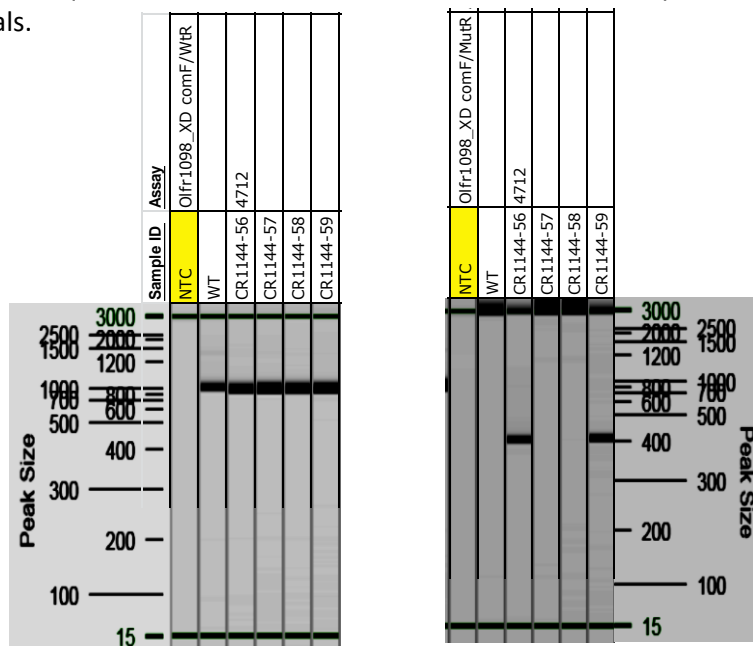 als.
Assay
Olfr1098_XD comF/WtR
4712
Sample ID
NTC
WT
CR1144-56
CR1144-57
CR1144-58
CR1144-59
3000
2500
2000
1500
1200
1000
800
700
600
500
400
300
200
100
15
Peak Size
Olfr1098_XD comF/MutR
4712
NTC
WT
CR1144-56
CR1144-57
CR1144-58
CR1144-59
3000
2500
2000
1500
1200
1000
800
700
600
500
400
300
200
100
15
Peak Size